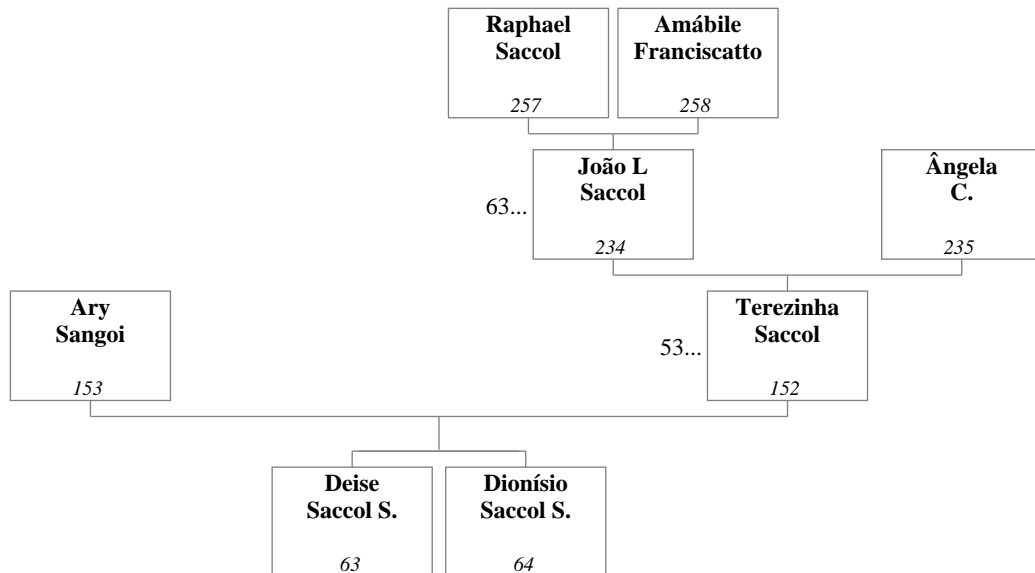 Raphael
Saccol
257
Amábile
Franciscatto
258
63...
João L
Saccol
234
Ângela
C.
235
Ary
Sangoi
153
53...
Terezinha
Saccol
152
Deise
Saccol S.
63
Dionísio
Saccol S.
64